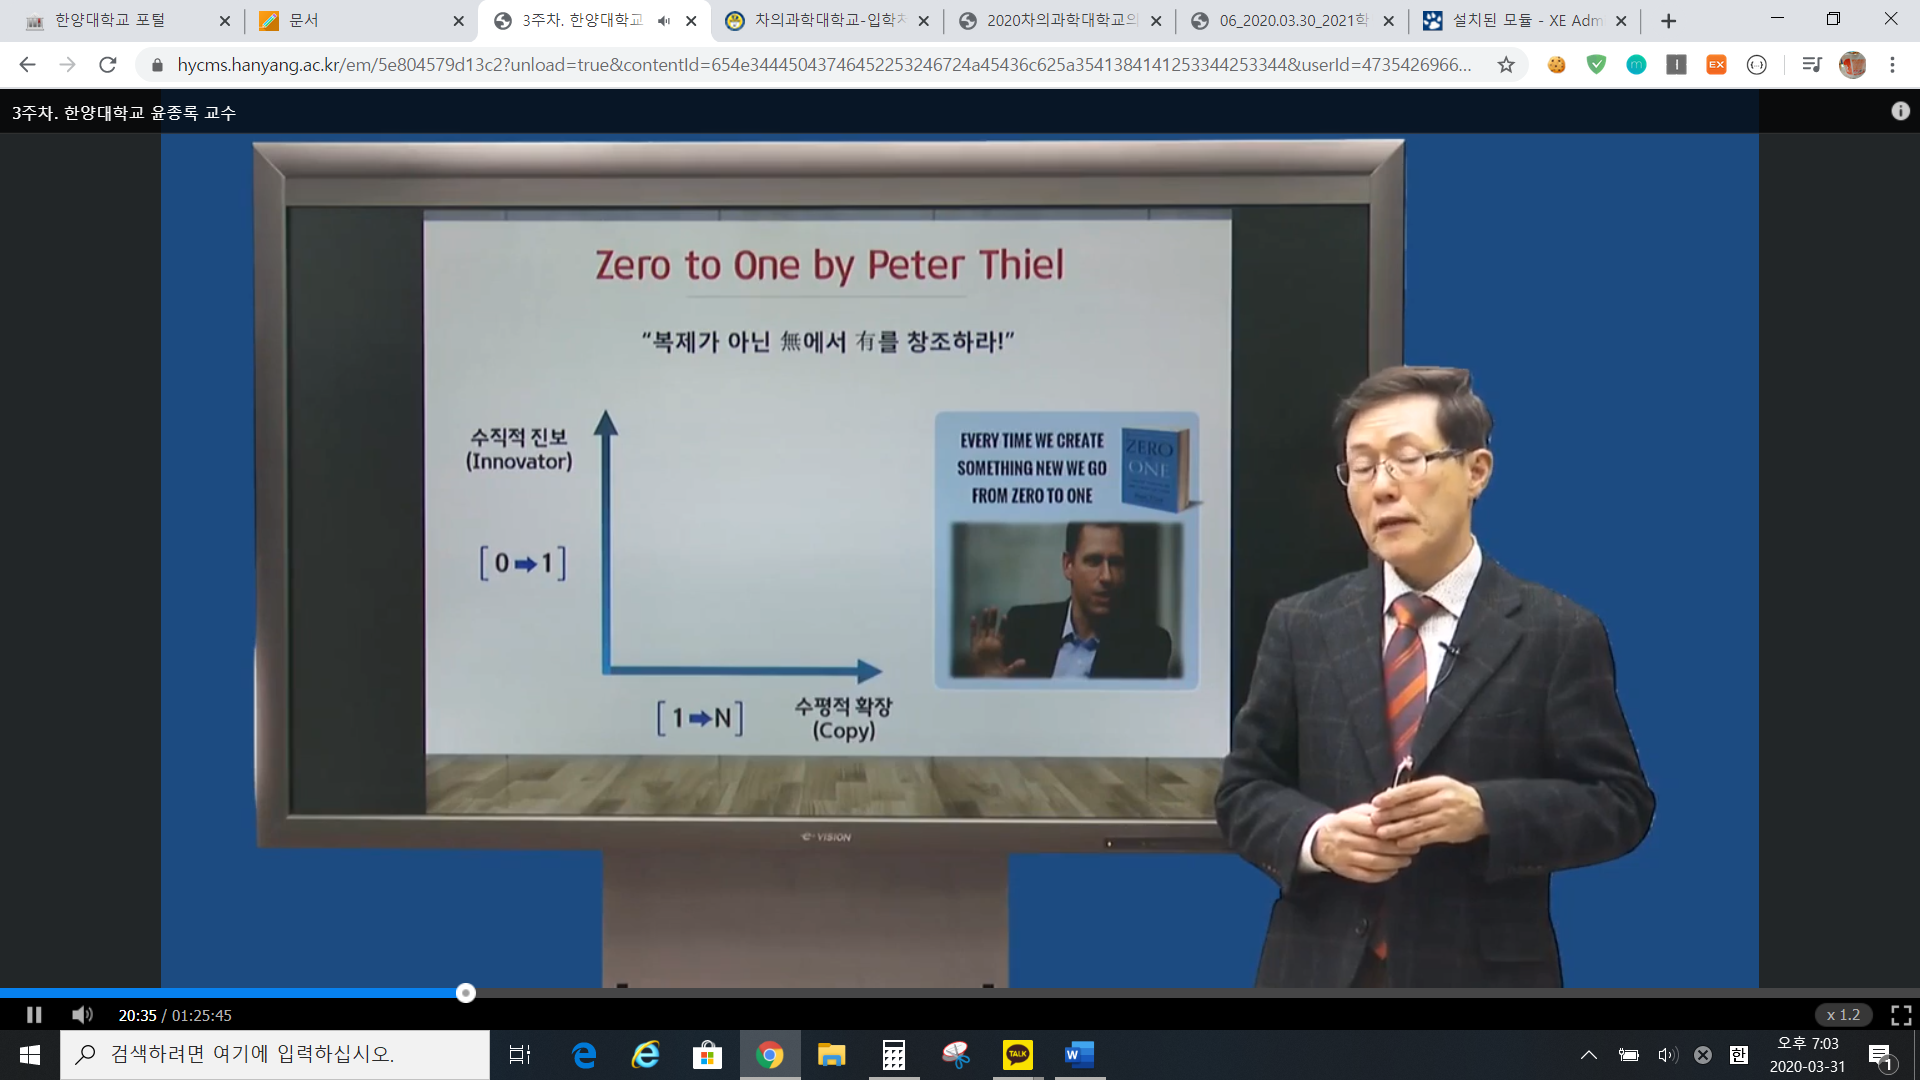 한양대학교 포털
문서
3주차. 한양대학교
차의과학대학교-입학처
2020차의과학대학교의
06_2020.03.30_2021학
설치된 모듈 - XE Adm
hycms.hanyang.ac.kr/em/5e804579d13c2?unload=true&contentId=654e34445043746452253246724a45436c625a3541384141253344253344&userId=4735426966...
3주차. 한양대학교 윤종록 교수
Zero to One by Peter Thiel
“복제가 아닌 無에서 有를 창조하라!”
수직적 진보
(Innovator)
[ 0 ➡ 1 ]
[ 1 ➡ N ]
수평적 확장
(Copy)
EVERY TIME WE CREATE
SOMETHING NEW WE GO
FROM ZERO TO ONE
ZERO
ONE
e-VISION
20:35 / 01:25:45
x 1.2
검색하려면 여기에 입력하십시오.
TALK
한
오후 7:03
2020-03-31
1